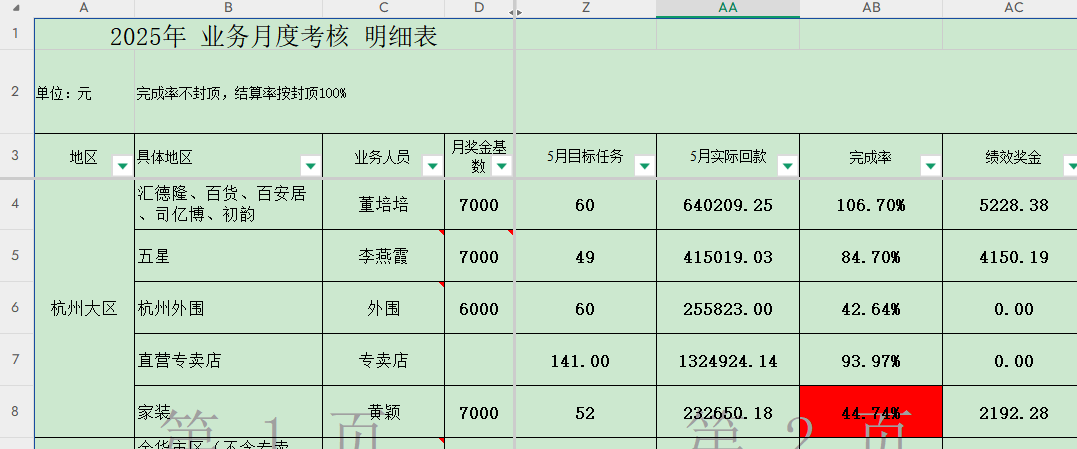 A B C D Z AA AB AC
1 2025年 业务月度考核 明细表
2 单位：元 完成率不封顶，结算率按封顶100%
3 地区 具体地区 业务人员 月奖金基数 5月目标任务 5月实际回款 完成率 绩效奖金
4 汇德隆、百货、百安居、司亿博、初韵 董培培 7000 60 640209.25 106.70% 5228.38
5 五星 李燕霞 7000 49 415019.03 84.70% 4150.19
6 杭州大区 杭州外围 外围 6000 60 255823.00 42.64% 0.00
7 直营专卖店 专卖店 141.00 1324924.14 93.97% 0.00
8 家装 黄颖 7000 52 232650.18 44.74% 2192.28
第 1 页 第 2 页